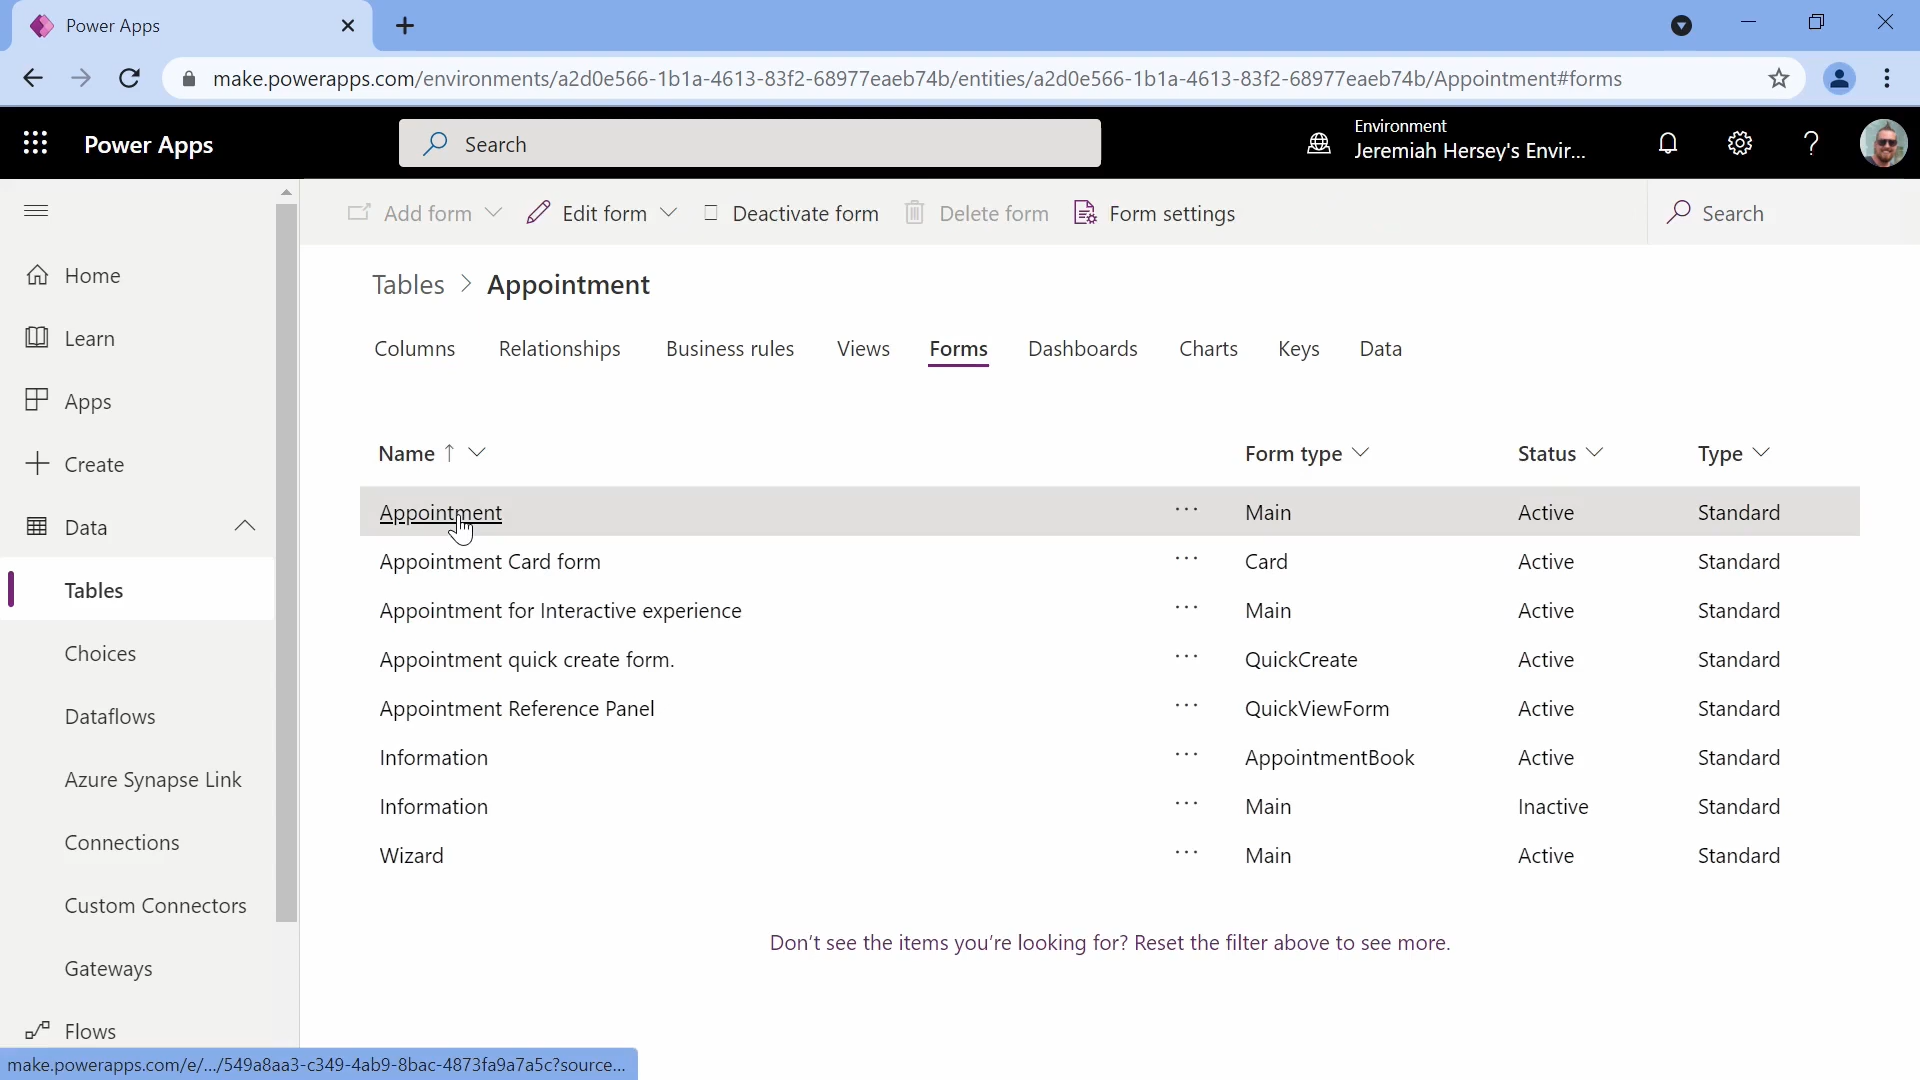 Power Apps
make.powerapps.com/environments/a2d0e566-1b1a-4613-83f2-68977eaeb74b/entities/a2d0e566-1b1a-4613-83f2-68977eaeb74b/Appointment#forms
Power Apps
Search
Environment
Jeremiah Hersey's Envir...
Add form
Edit form
Deactivate form
Delete form
Form settings
Search
Home
Learn
Apps
Create
Data
Tables
Choices
Dataflows
Azure Synapse Link
Connections
Custom Connectors
Gateways
Flows
Tables > Appointment
Columns Relationships Business rules Views Forms Dashboards Charts Keys Data
Name Form type Status Type
Appointment ... Main Active Standard
Appointment Card form ... Card Active Standard
Appointment for Interactive experience ... Main Active Standard
Appointment quick create form. ... QuickCreate Active Standard
Appointment Reference Panel ... QuickViewForm Active Standard
Information ... AppointmentBook Active Standard
Information ... Main Inactive Standard
Wizard ... Main Active Standard
Don't see the items you're looking for? Reset the filter above to see more.
make.powerapps.com/e/.../549a8aa3-c349-4ab9-8bac-4873fa9a7a5c?source...